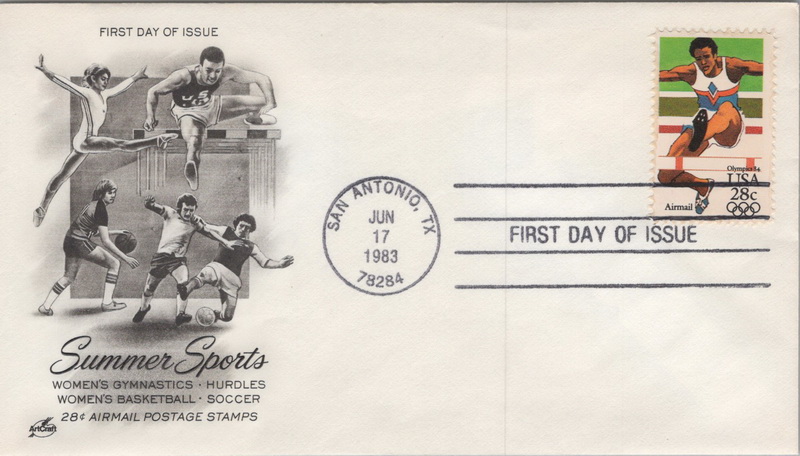 FIRST DAY OF ISSUE
U.S.
Summer Sports
WOMEN'S GYMNASTICS · HURDLES
WOMEN'S BASKETBALL · SOCCER
28¢ AIRMAIL POSTAGE STAMPS
ArtCraft
SAN ANTONIO, TX
JUN
17
1983
78284
FIRST DAY OF ISSUE
Olympics 84
USA
28c
Airmail